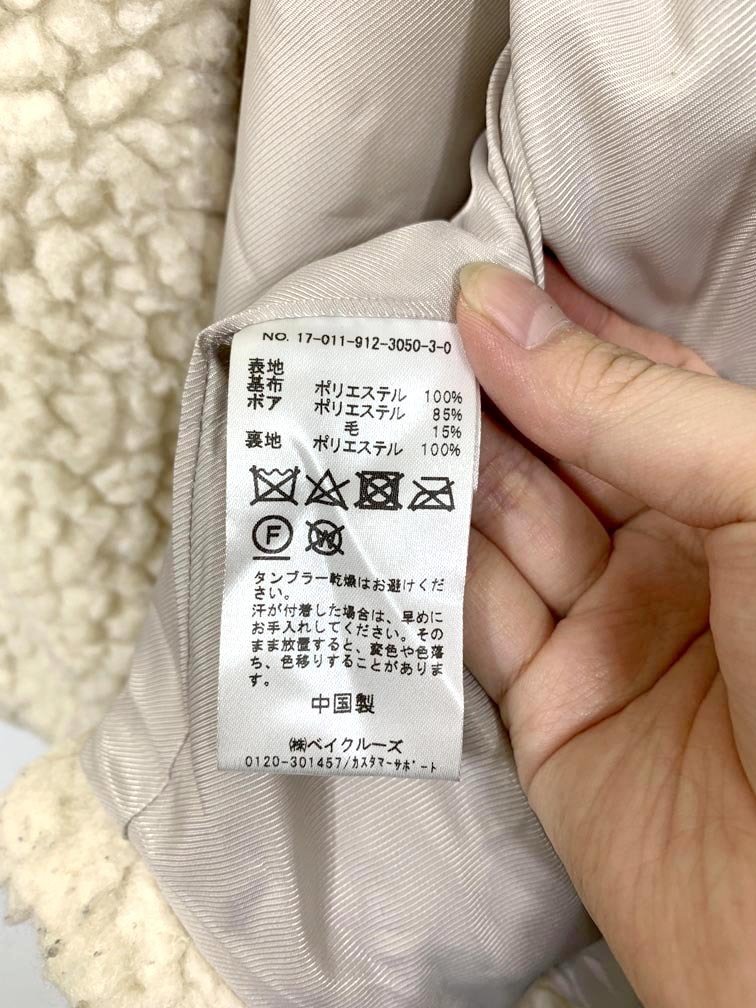 NO. 17-011-912-3050-3-0
表地
基布 ポリエステル 100%
ボア ポリエステル 85%
毛 15%
裏地 ポリエステル 100%
F W
タンブラー乾燥はお避けくだ
さい。
汗が付着した場合は、早めに
お手入れしてください。その
まま放置すると、変色や色落
ち、色移りすることがありま
す。
中国製
㈱ベイクルーズ
0120-301457/カスタマーサポート